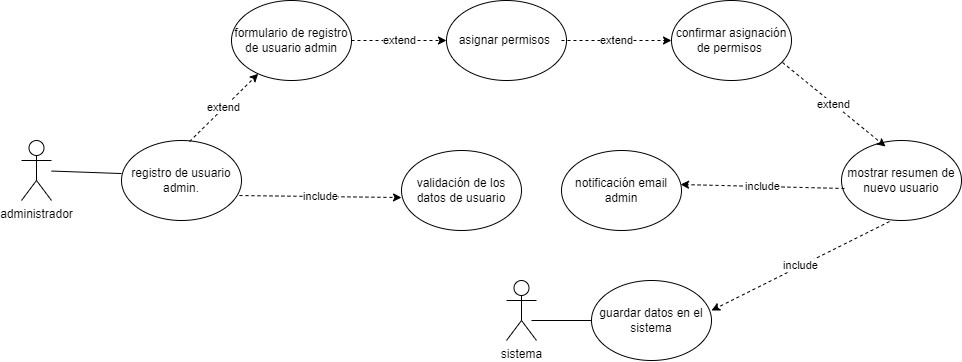 formulario de registro
de usuario admin
extend
asignar permisos
extend
confirmar asignación
de permisos
extend
extend
administrador
registro de usuario
admin.
include
validación de los
datos de usuario
notificación email
admin
include
mostrar resumen de
nuevo usuario
include
sistema
guardar datos en el
sistema